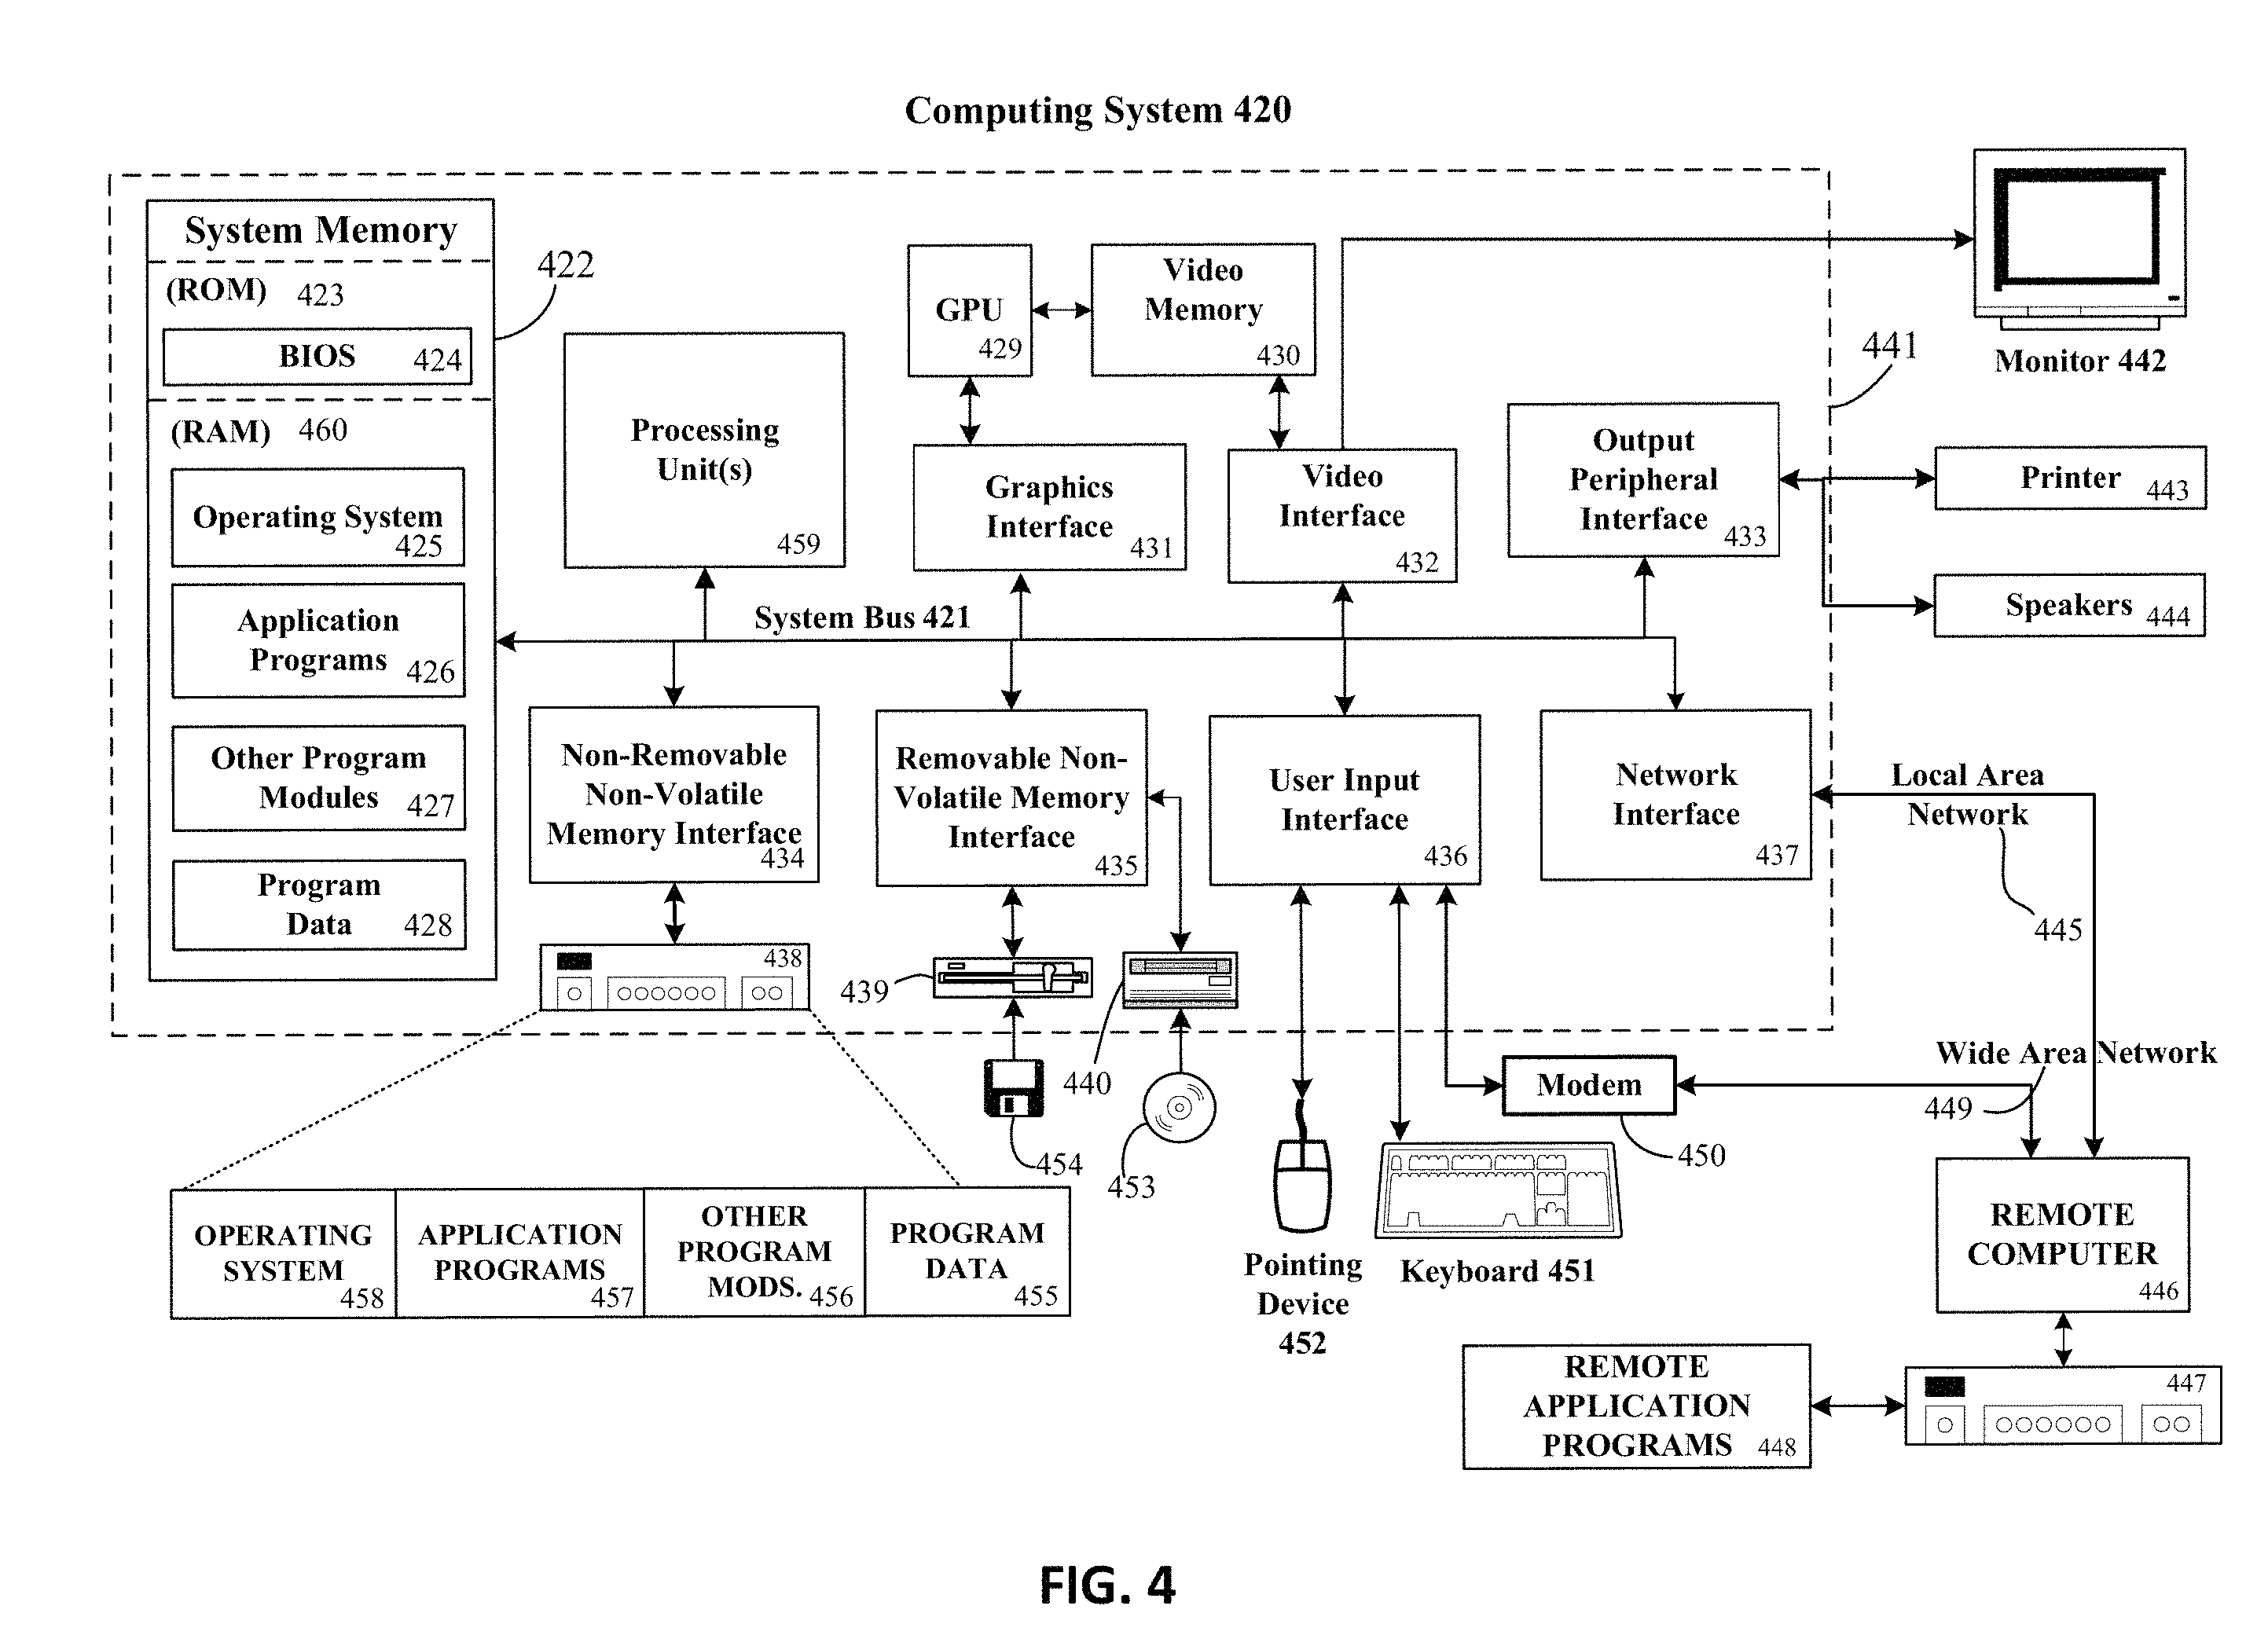 Computing System 420
System Memory
(ROM) 423
BIOS 424
422
(RAM) 460
Operating System
425
Application
Programs 426
Other Program
Modules 427
Program
Data 428
Processing
Unit(s)
459
GPU
429
Video
Memory
430
Graphics
Interface 431
Video
Interface
432
Output
Peripheral
Interface 433
441
Monitor 442
Printer 443
Speakers 444
System Bus 421
Non-Removable
Non-Volatile
Memory Interface
434
Removable Non-
Volatile Memory
Interface
435
User Input
Interface
436
Network
Interface
437
Local Area
Network
445
438
439
440
454
453
Wide Area Network
449
Modem
450
OPERATING
SYSTEM
458
APPLICATION
PROGRAMS
457
OTHER
PROGRAM
MODS. 456
PROGRAM
DATA
455
Pointing
Device
452
Keyboard 451
REMOTE
COMPUTER
446
447
REMOTE
APPLICATION
PROGRAMS 448
FIG. 4